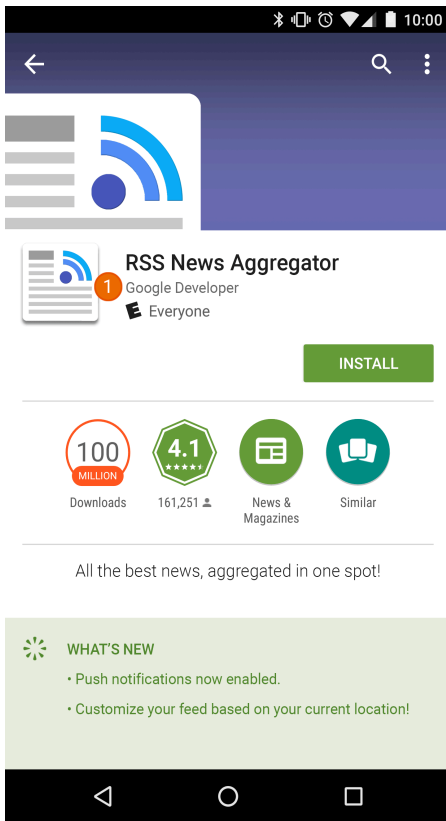 10:00
RSS News Aggregator
1
Google Developer
E Everyone
INSTALL
100
MILLION
4.1
Downloads
161,251
News &
Magazines
Similar
All the best news, aggregated in one spot!
WHAT'S NEW
• Push notifications now enabled.
• Customize your feed based on your current location!